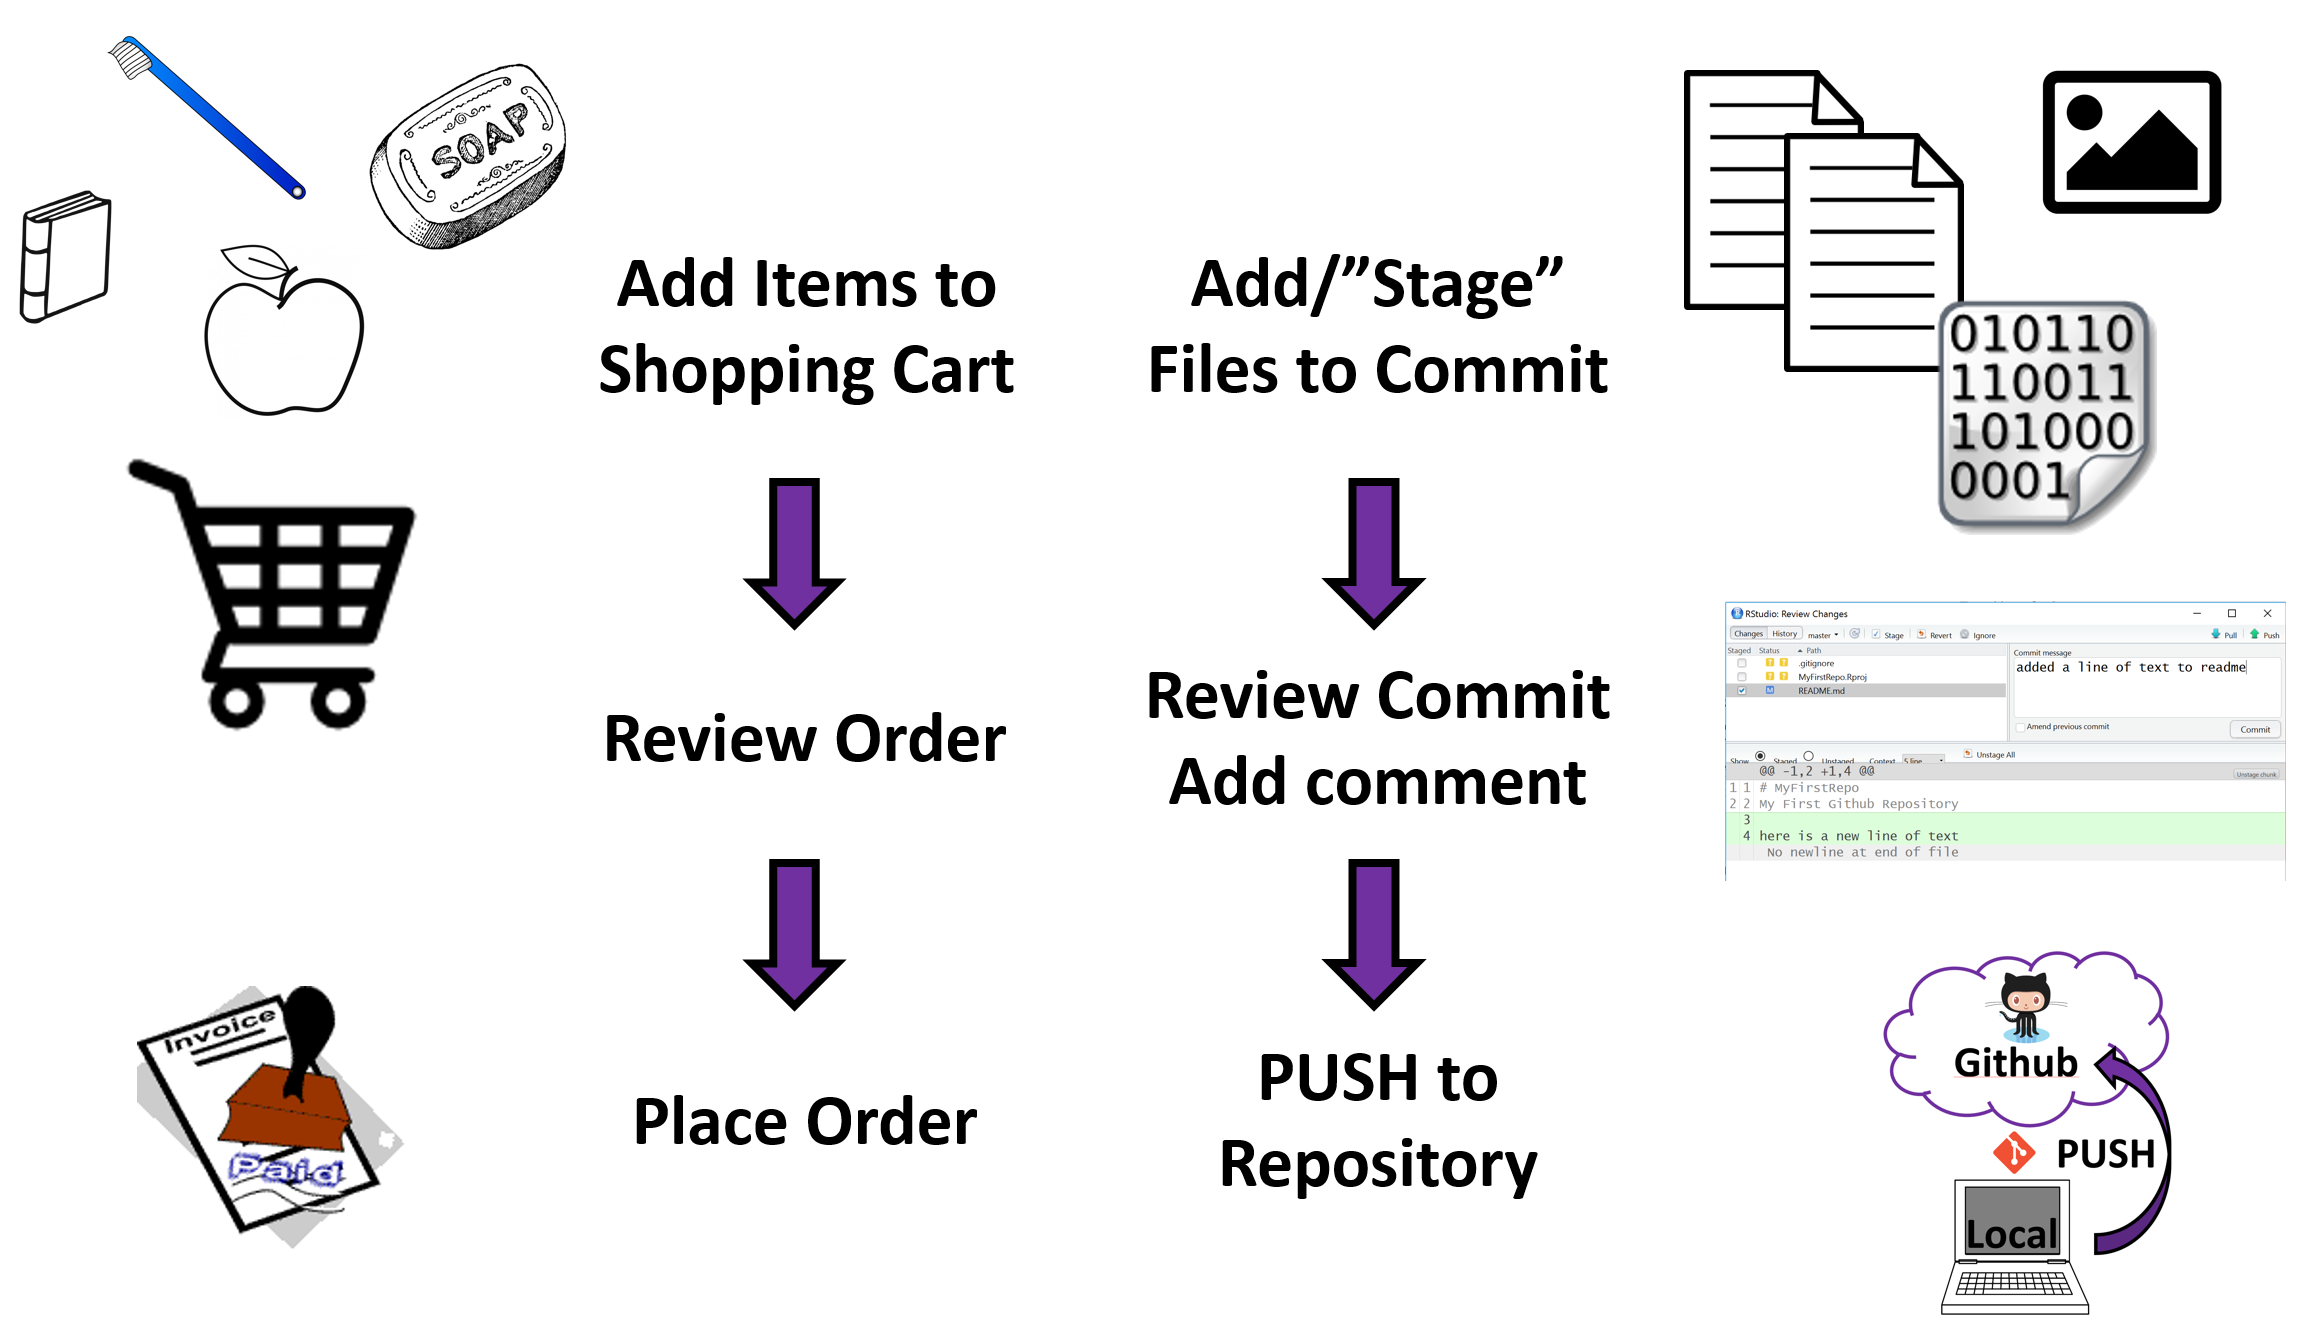 SOAP
Add Items to
Shopping Cart
Review Order
Place Order
Invoice
Paid
Add/”Stage”
Files to Commit
Review Commit
Add comment
PUSH to
Repository
010110
110011
101000
0001
RStudio: Review Changes
Changes History master Stage Revert Ignore Pull Push
Staged Status Path
.gitignore
MyFirstRepo.Rproj
M README.md
Commit message
added a line of text to readme
Amend previous commit
Commit
Show Staged Unstaged Context 5 line Unstage All
@@ -1,2 +1,4 @@ Unstage chunk
1 1 # MyFirstRepo
2 2 My First Github Repository
3
4 here is a new line of text
No newline at end of file
Github
PUSH
Local